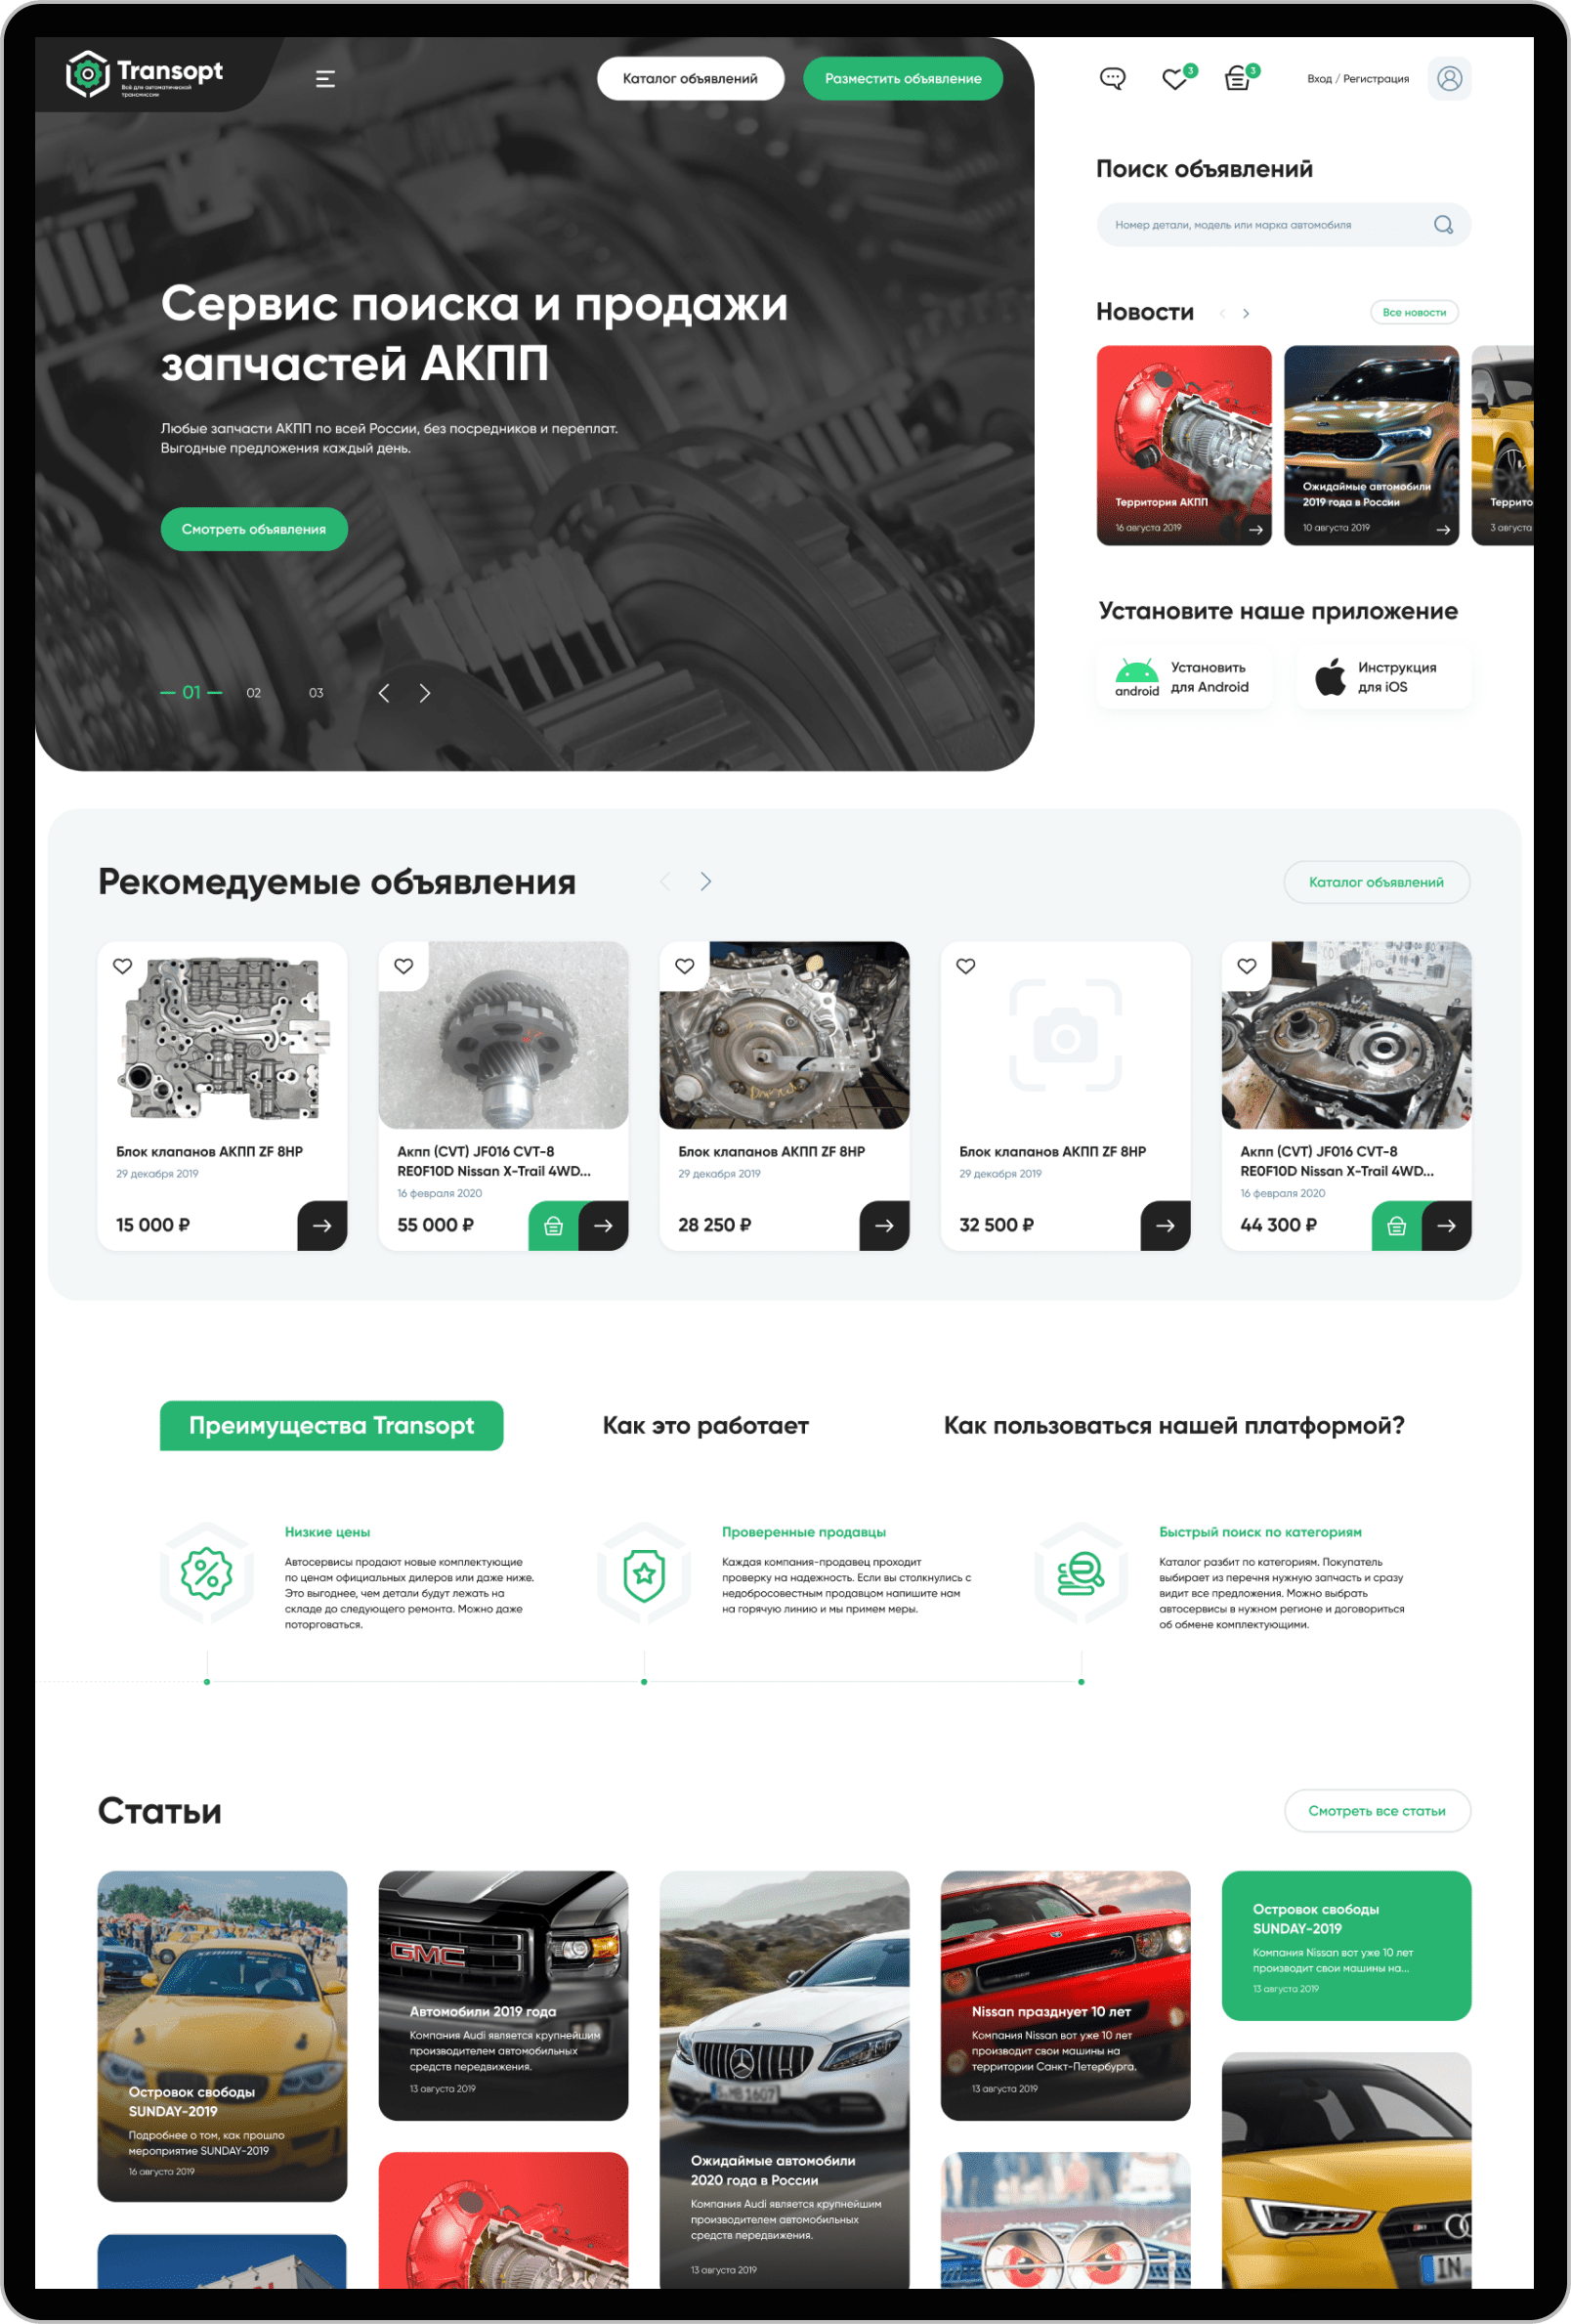 Transopt
Всё для автоматической
трансмиссии
Каталог объявлений
Разместить объявление
3
3
Вход / Регистрация
Сервис поиска и продажи
запчастей АКПП
Любые запчасти АКПП по всей России, без посредников и переплат.
Выгодные предложения каждый день.
Смотреть объявления
01
02
03
Поиск объявлений
Номер детали, модель или марка автомобиля
Новости
Все новости
Территория АКПП
16 августа 2019
Ожидаймые автомобили
2019 года в России
10 августа 2019
Террито
3 августа
Установите наше приложение
android
Установить
для Android
Инструкция
для iOS
Рекомедуемые объявления
Каталог объявлений
Блок клапанов АКПП ZF 8HP
29 декабря 2019
15 000 ₽
Акпп (CVT) JF016 CVT-8
RE0F10D Nissan X-Trail 4WD...
16 февраля 2020
55 000 ₽
Блок клапанов АКПП ZF 8HP
29 декабря 2019
28 250 ₽
Блок клапанов АКПП ZF 8HP
29 декабря 2019
32 500 ₽
Акпп (CVT) JF016 CVT-8
RE0F10D Nissan X-Trail 4WD...
16 февраля 2020
44 300 ₽
Преимущества Transopt
Как это работает
Как пользоваться нашей платформой?
Низкие цены
Автосервисы продают новые комплектующие
по ценам официальных дилеров или даже ниже.
Это выгоднее, чем детали будут лежать на
складе до следующего ремонта. Можно даже
поторговаться.
Проверенные продавцы
Каждая компания-продавец проходит
проверку на надежность. Если вы столкнулись с
недобросовестным продавцом напишите нам
на горячую линию и мы примем меры.
Быстрый поиск по категориям
Каталог разбит по категориям. Покупатель
выбирает из перечня нужную запчасть и сразу
видит все предложения. Можно выбрать
автосервисы в нужном регионе и договориться
об обмене комплектующими.
Статьи
Смотреть все статьи
Островок свободы
SUNDAY-2019
Подробнее о том, как прошло
мероприятие SUNDAY-2019
16 августа 2019
GMC
Автомобили 2019 года
Компания Audi является крупнейшим
производителем автомобильных
средств передвижения.
13 августа 2019
Ожидаймые автомобили
2020 года в России
Компания Audi является крупнейшим
производителем автомобильных
средств передвижения.
13 августа 2019
Nissan празднует 10 лет
Компания Nissan вот уже 10 лет
производит свои машины на
территории Санкт-Петербурга.
13 августа 2019
Островок свободы
SUNDAY-2019
Компания Nissan вот уже 10 лет
производит свои машины на...
13 августа 2019
IN